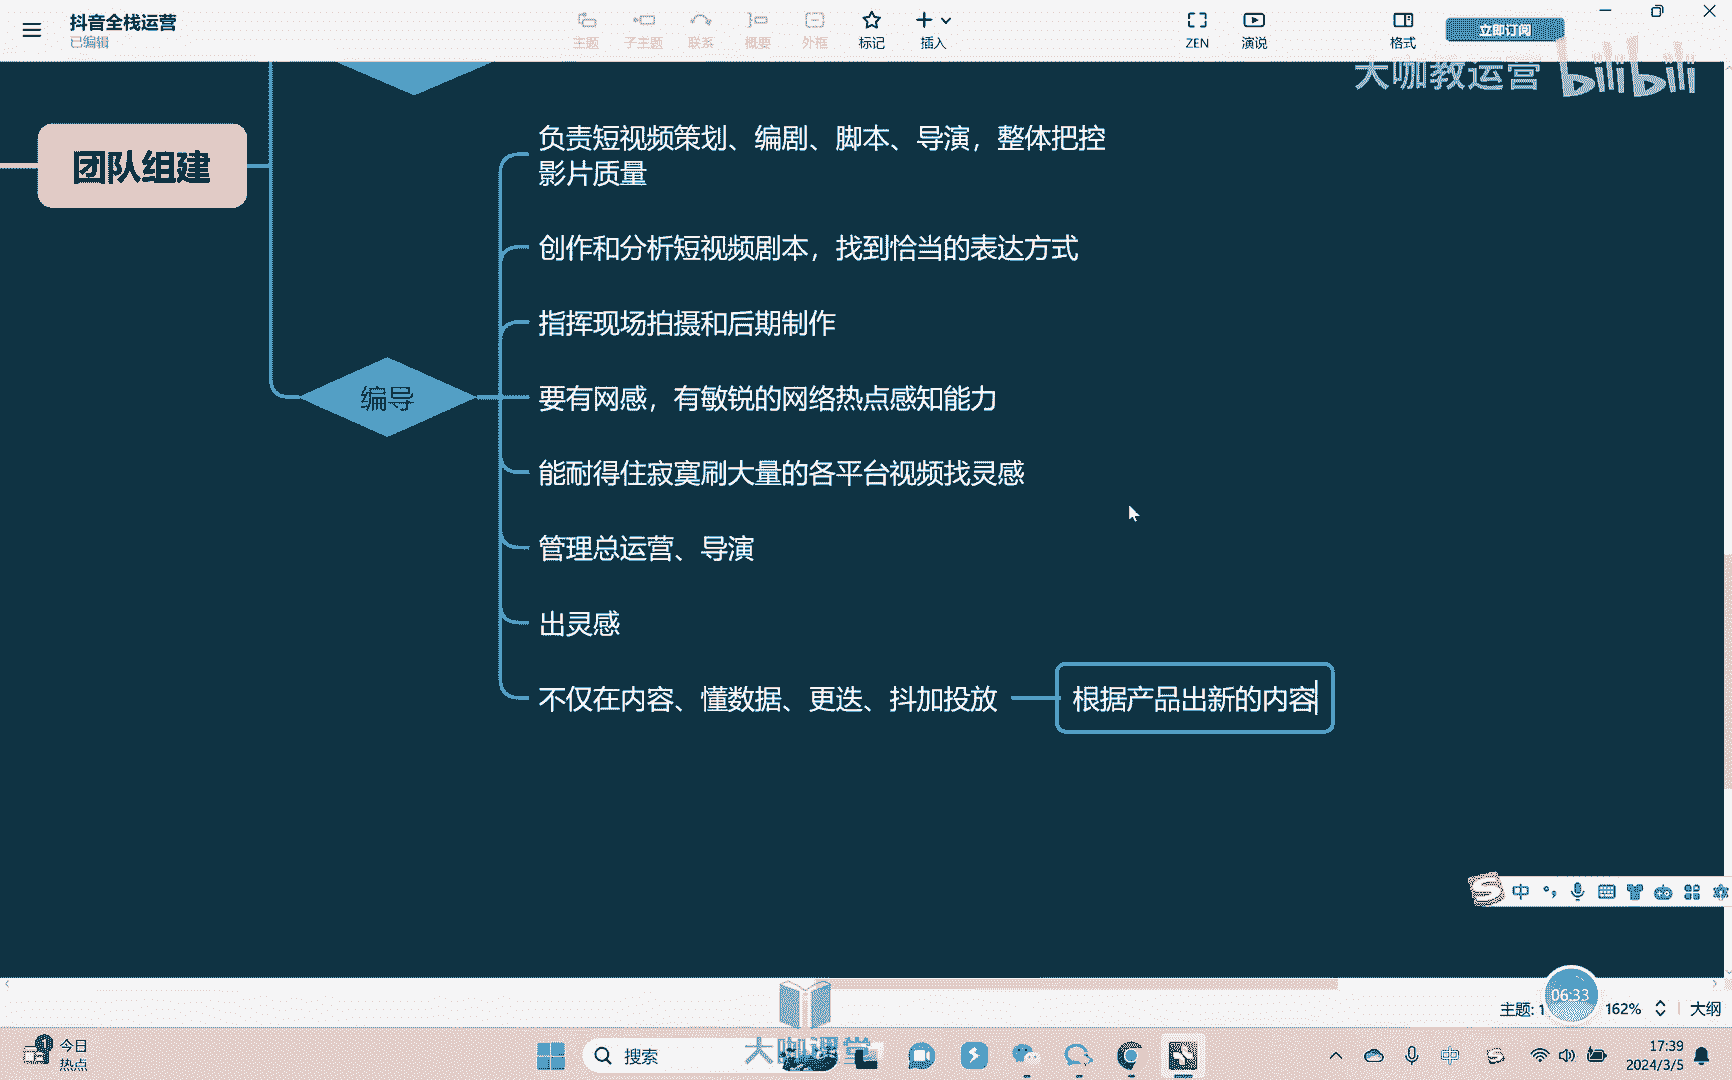 抖音全栈运营
已编辑
主题
子主题
联系
概要
外框
标记
插入
ZEN
演说
格式
立即订阅
大咖教运营 bilibili
团队组建
负责短视频策划、编剧、脚本、导演，整体把控
影片质量
创作和分析短视频剧本，找到恰当的表达方式
指挥现场拍摄和后期制作
编导
要有网感，有敏锐的网络热点感知能力
能耐得住寂寞刷大量的各平台视频找灵感
管理总运营、导演
出灵感
不仅在内容、懂数据、更迭、抖加投放
根据产品出新的内容
中
主题: 1
06:33
162%
大纲
1
今日
热点
搜索
大咖课堂
中
17:39
2024/3/5